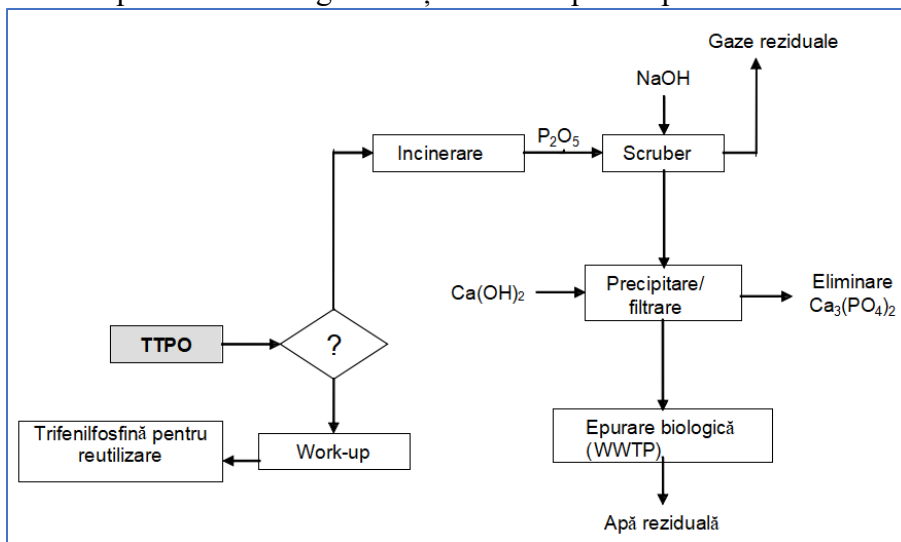 Gaze reziduale
NaOH
Incinerare
P₂O₅
Scruber
Ca(OH)₂
Precipitare/
filtrare
Eliminare
Ca₃(PO₄)₂
TTPO
?
Trifenilfosfină pentru
reutilizare
Work-up
Epurare biologică
(WWTP)
Apă reziduală